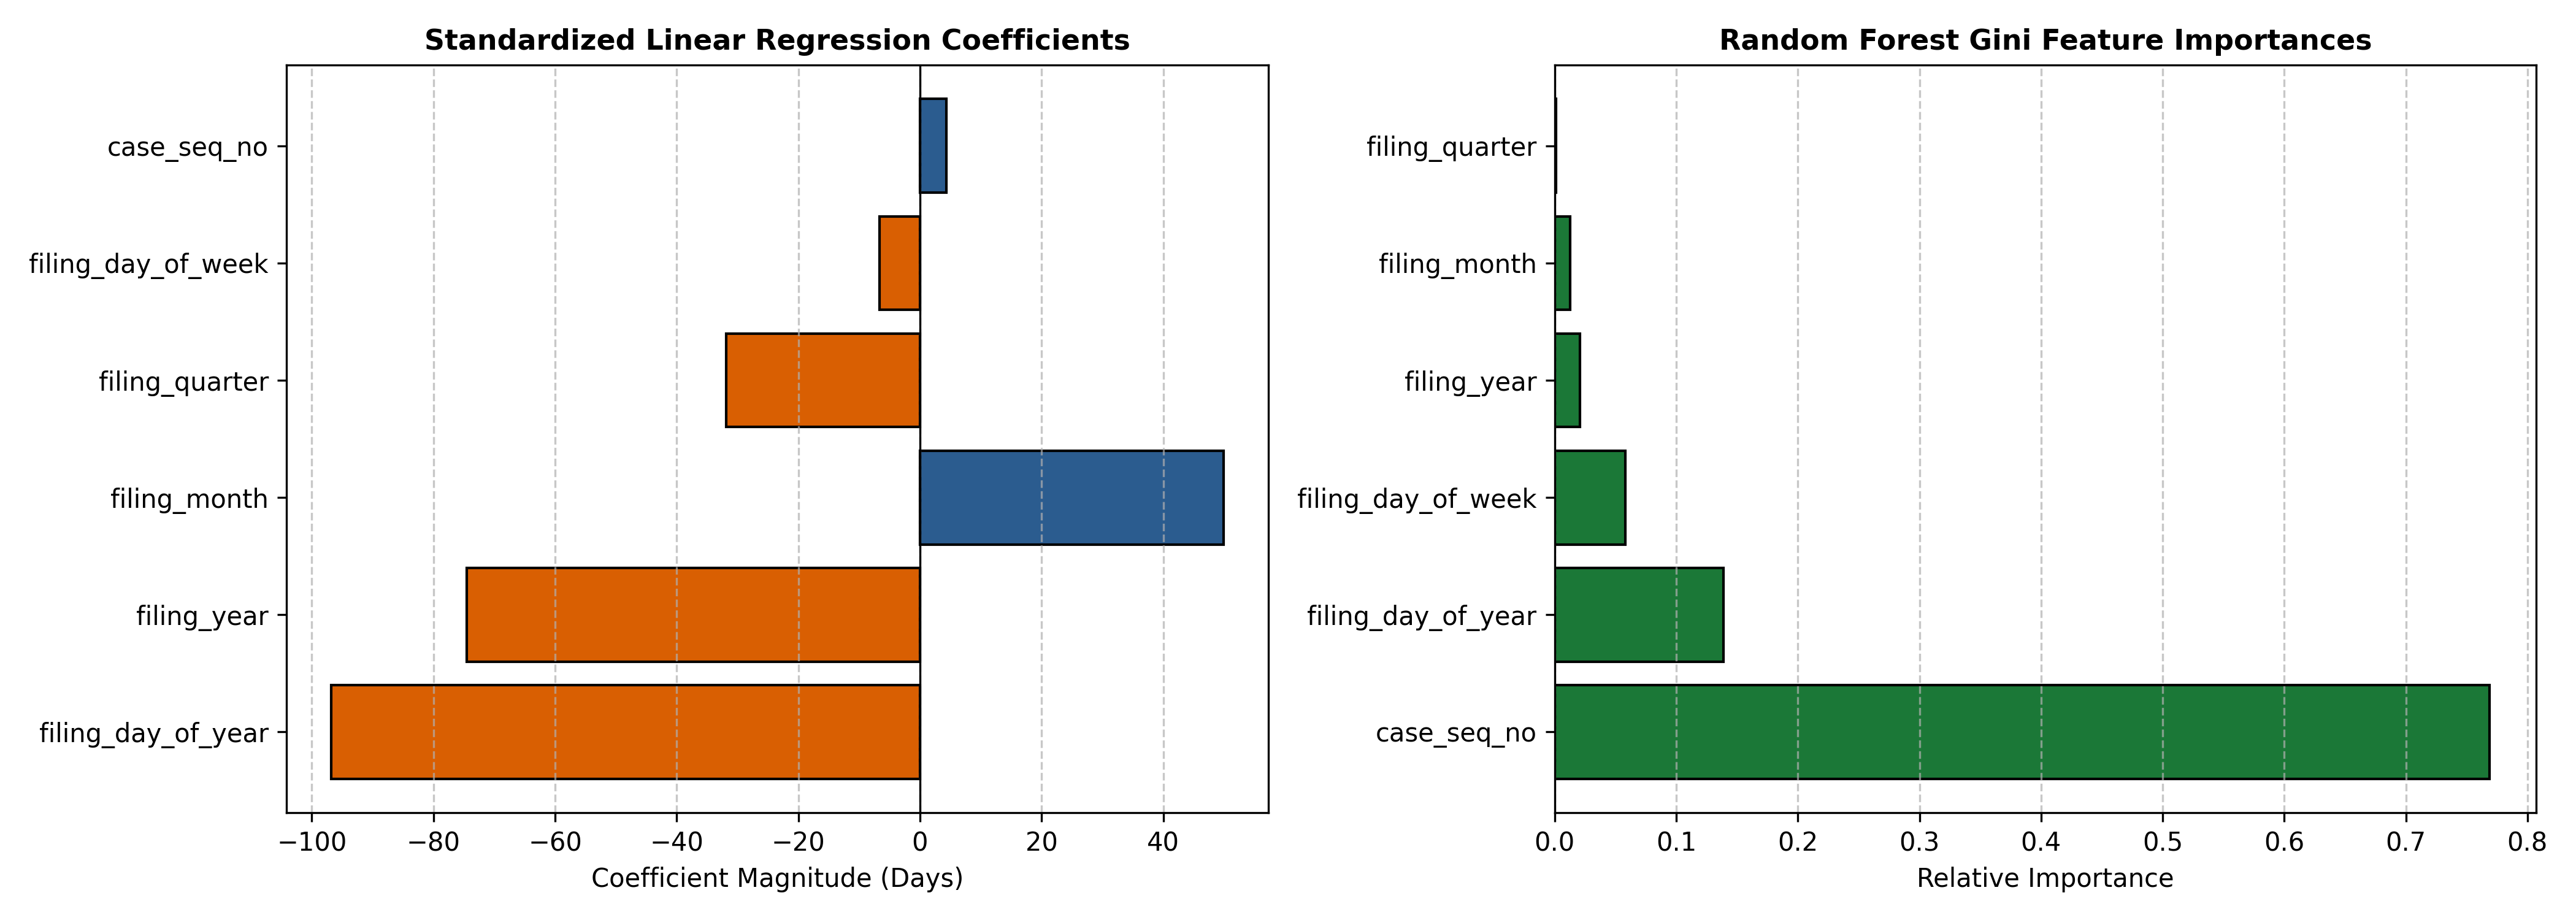 Standardized Linear Regression Coefficients
case_seq_no
filing_day_of_week
filing_quarter
filing_month
filing_year
filing_day_of_year
−100 −80 −60 −40 −20 0 20 40
Coefficient Magnitude (Days)
Random Forest Gini Feature Importances
filing_quarter
filing_month
filing_year
filing_day_of_week
filing_day_of_year
case_seq_no
0.0 0.1 0.2 0.3 0.4 0.5 0.6 0.7 0.8
Relative Importance